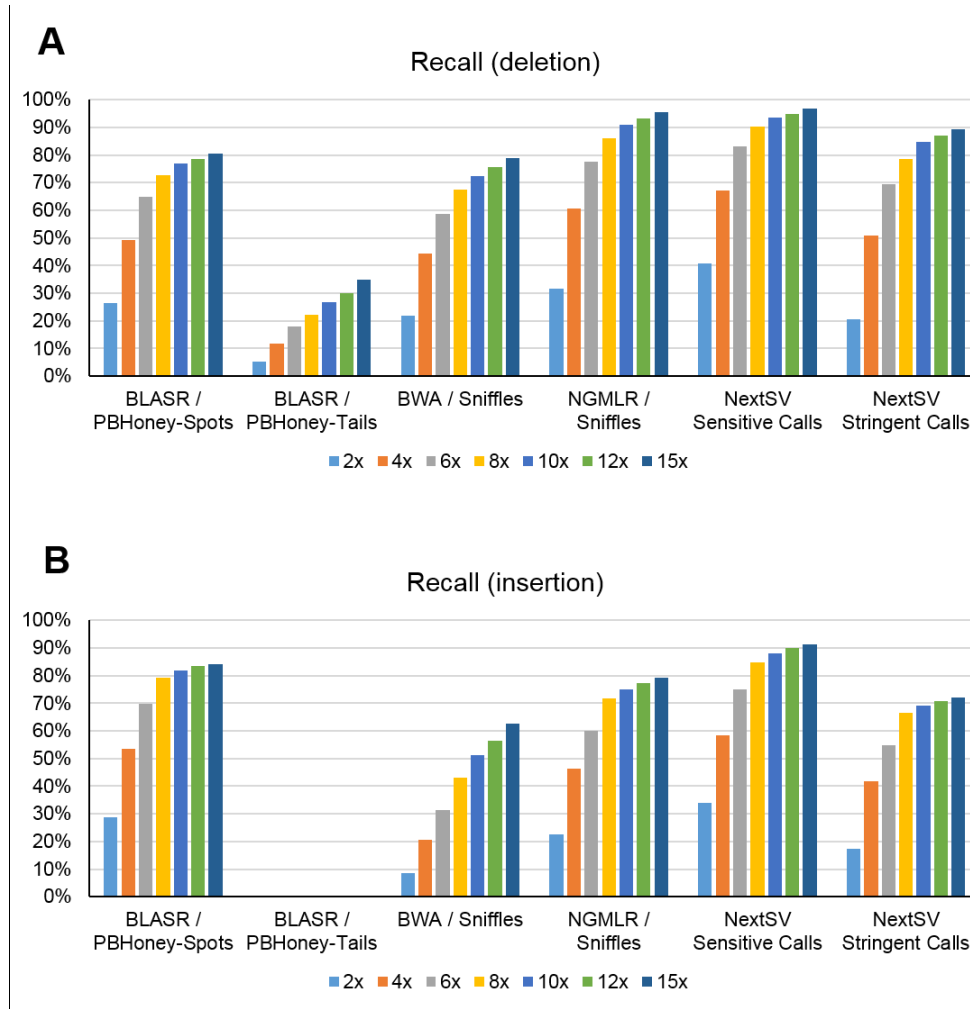 A
Recall (deletion)
100%
90%
80%
70%
60%
50%
40%
30%
20%
10%
0%
BLASR / PBHoney-Spots
BLASR / PBHoney-Tails
BWA / Sniffles
NGMLR / Sniffles
NextSV Sensitive Calls
NextSV Stringent Calls
2x 4x 6x 8x 10x 12x 15x
B
Recall (insertion)
100%
90%
80%
70%
60%
50%
40%
30%
20%
10%
0%
BLASR / PBHoney-Spots
BLASR / PBHoney-Tails
BWA / Sniffles
NGMLR / Sniffles
NextSV Sensitive Calls
NextSV Stringent Calls
2x 4x 6x 8x 10x 12x 15x